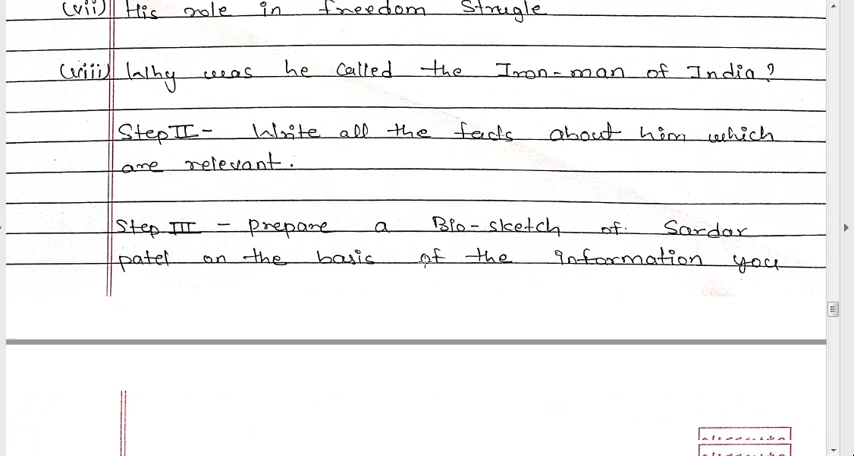 (vii) His role in freedom Strugle
(viii) Why was he called the Iron-man of India?
Step II - Write all the facts about him which
are relevant.
Step III - prepare a Bio-sketch of Sardar
patel on the basis of the information you